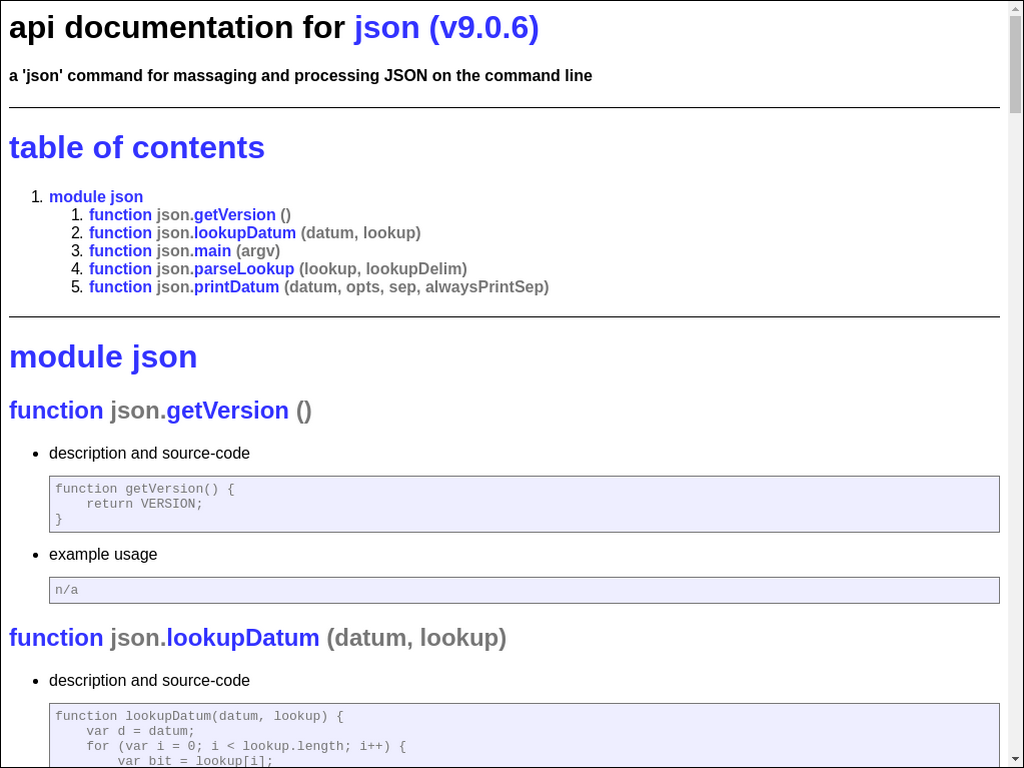 api documentation for json (v9.0.6)
a 'json' command for massaging and processing JSON on the command line
table of contents
1. module json
1. function json.getVersion ()
2. function json.lookupDatum (datum, lookup)
3. function json.main (argv)
4. function json.parseLookup (lookup, lookupDelim)
5. function json.printDatum (datum, opts, sep, alwaysPrintSep)
module json
function json.getVersion ()
• description and source-code
function getVersion() {
    return VERSION;
}
• example usage
n/a
function json.lookupDatum (datum, lookup)
• description and source-code
function lookupDatum(datum, lookup) {
    var d = datum;
    for (var i = 0; i < lookup.length; i++) {
        var bit = lookup[i];